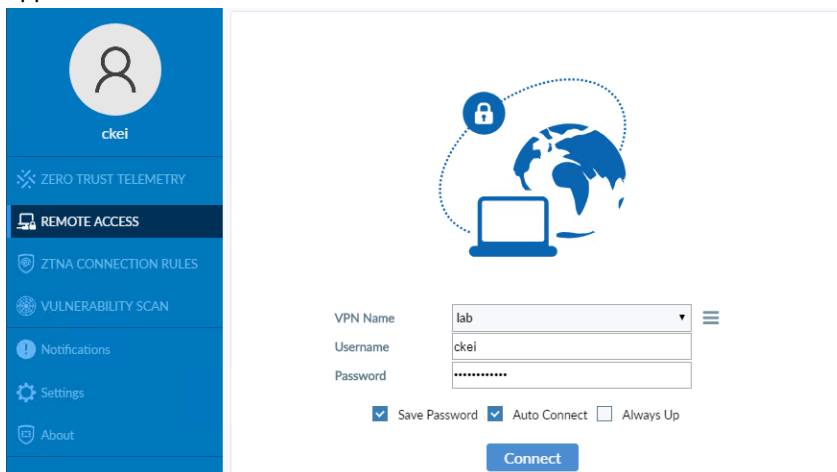 ckei
ZERO TRUST TELEMETRY
REMOTE ACCESS
ZTNA CONNECTION RULES
VULNERABILITY SCAN
Notifications
Settings
About
VPN Name lab
Username ckei
Password ••••••••••••
Save Password Auto Connect Always Up
Connect